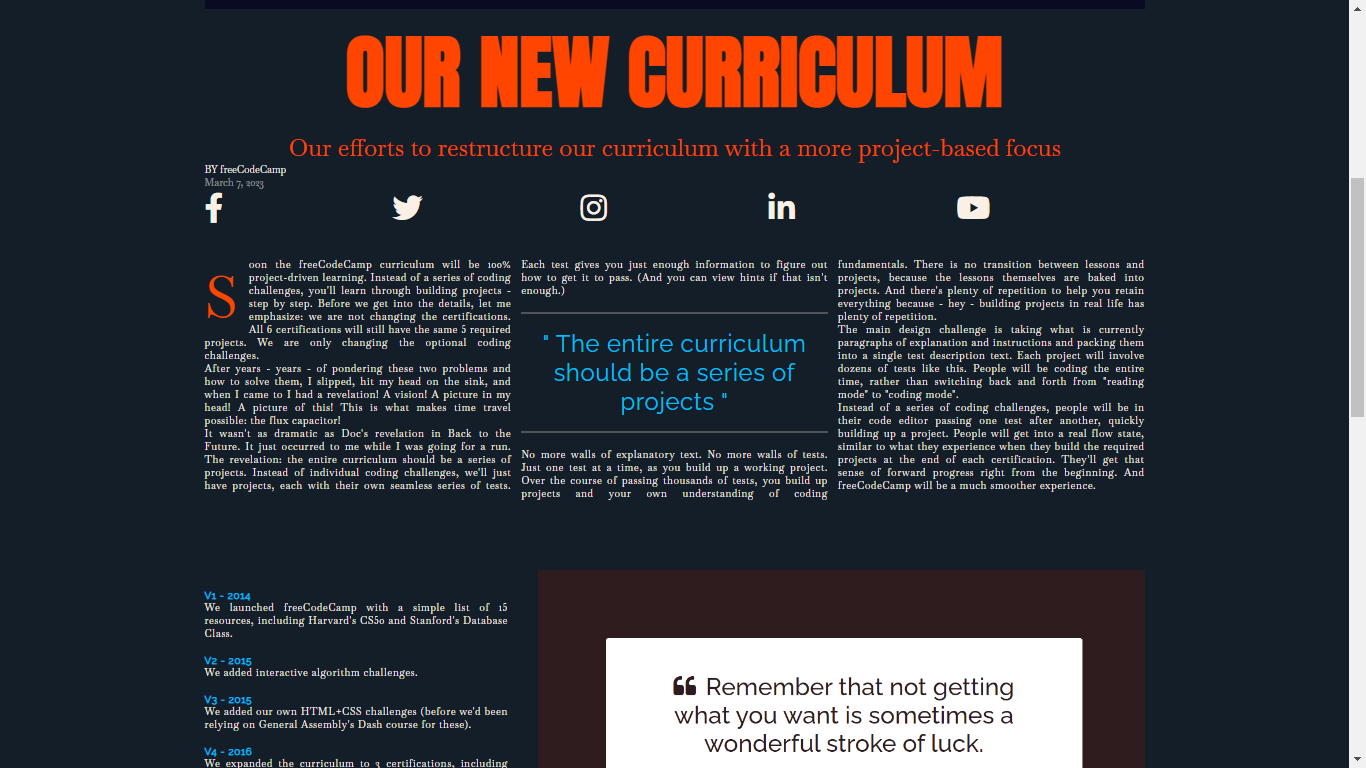 OUR NEW CURRICULUM
Our efforts to restructure our curriculum with a more project-based focus
BY freeCodeCamp
March 7, 2023
Soon the freeCodeCamp curriculum will be 100%
project-driven learning. Instead of a series of coding
challenges, you'll learn through building projects -
step by step. Before we get into the details, let me
emphasize: we are not changing the certifications.
All 6 certifications will still have the same 5 required
projects. We are only changing the optional coding
challenges.
After years - years - of pondering these two problems and
how to solve them, I slipped, hit my head on the sink, and
when I came to I had a revelation! A vision! A picture in my
head! A picture of this! This is what makes time travel
possible: the flux capacitor!
It wasn't as dramatic as Doc's revelation in Back to the
Future. It just occurred to me while I was going for a run.
The revelation: the entire curriculum should be a series of
projects. Instead of individual coding challenges, we'll just
have projects, each with their own seamless series of tests.
Each test gives you just enough information to figure out
how to get it to pass. (And you can view hints if that isn't
enough.)
" The entire curriculum
should be a series of
projects "
No more walls of explanatory text. No more walls of tests.
Just one test at a time, as you build up a working project.
Over the course of passing thousands of tests, you build up
projects and your own understanding of coding
fundamentals. There is no transition between lessons and
projects, because the lessons themselves are baked into
projects. And there's plenty of repetition to help you retain
everything because - hey - building projects in real life has
plenty of repetition.
The main design challenge is taking what is currently
paragraphs of explanation and instructions and packing them
into a single test description text. Each project will involve
dozens of tests like this. People will be coding the entire
time, rather than switching back and forth from "reading
mode" to "coding mode".
Instead of a series of coding challenges, people will be in
their code editor passing one test after another, quickly
building up a project. People will get into a real flow state,
similar to what they experience when they build the required
projects at the end of each certification. They'll get that
sense of forward progress right from the beginning. And
freeCodeCamp will be a much smoother experience.
V1 - 2014
We launched freeCodeCamp with a simple list of 15
resources, including Harvard's CS50 and Stanford's Database
Class.
V2 - 2015
We added interactive algorithm challenges.
V3 - 2015
We added our own HTML+CSS challenges (before we'd been
relying on General Assembly's Dash course for these).
V4 - 2016
We expanded the curriculum to 3 certifications, including
Remember that not getting
what you want is sometimes a
wonderful stroke of luck.